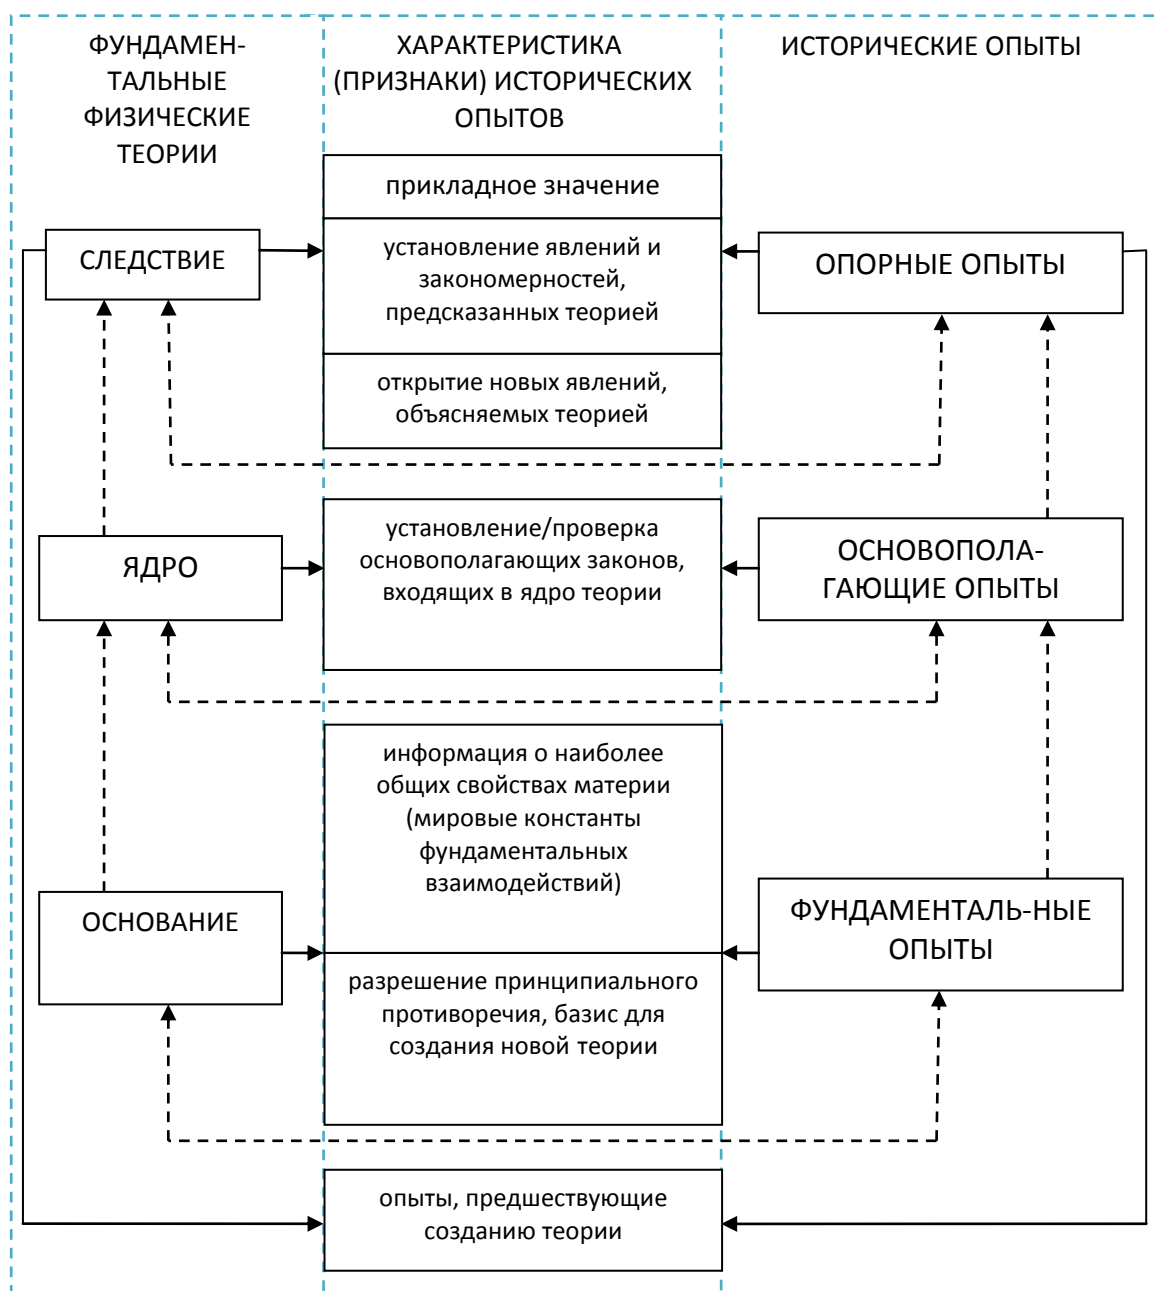 ФУНДАМЕН-
ТАЛЬНЫЕ
ФИЗИЧЕСКИЕ
ТЕОРИИ
ХАРАКТЕРИСТИКА
(ПРИЗНАКИ) ИСТОРИЧЕСКИХ
ОПЫТОВ
ИСТОРИЧЕСКИЕ ОПЫТЫ
прикладное значение
СЛЕДСТВИЕ
установление явлений и
закономерностей,
предсказанных теорией
ОПОРНЫЕ ОПЫТЫ
открытие новых явлений,
объясняемых теорией
ЯДРО
установление/проверка
основополагающих законов,
входящих в ядро теории
ОСНОВОПОЛА-
ГАЮЩИЕ ОПЫТЫ
информация о наиболее
общих свойствах материи
(мировые константы
фундаментальных
взаимодействий)
ОСНОВАНИЕ
ФУНДАМЕНТАЛЬ-НЫЕ
ОПЫТЫ
разрешение принципиального
противоречия, базис для
создания новой теории
опыты, предшествующие
созданию теории